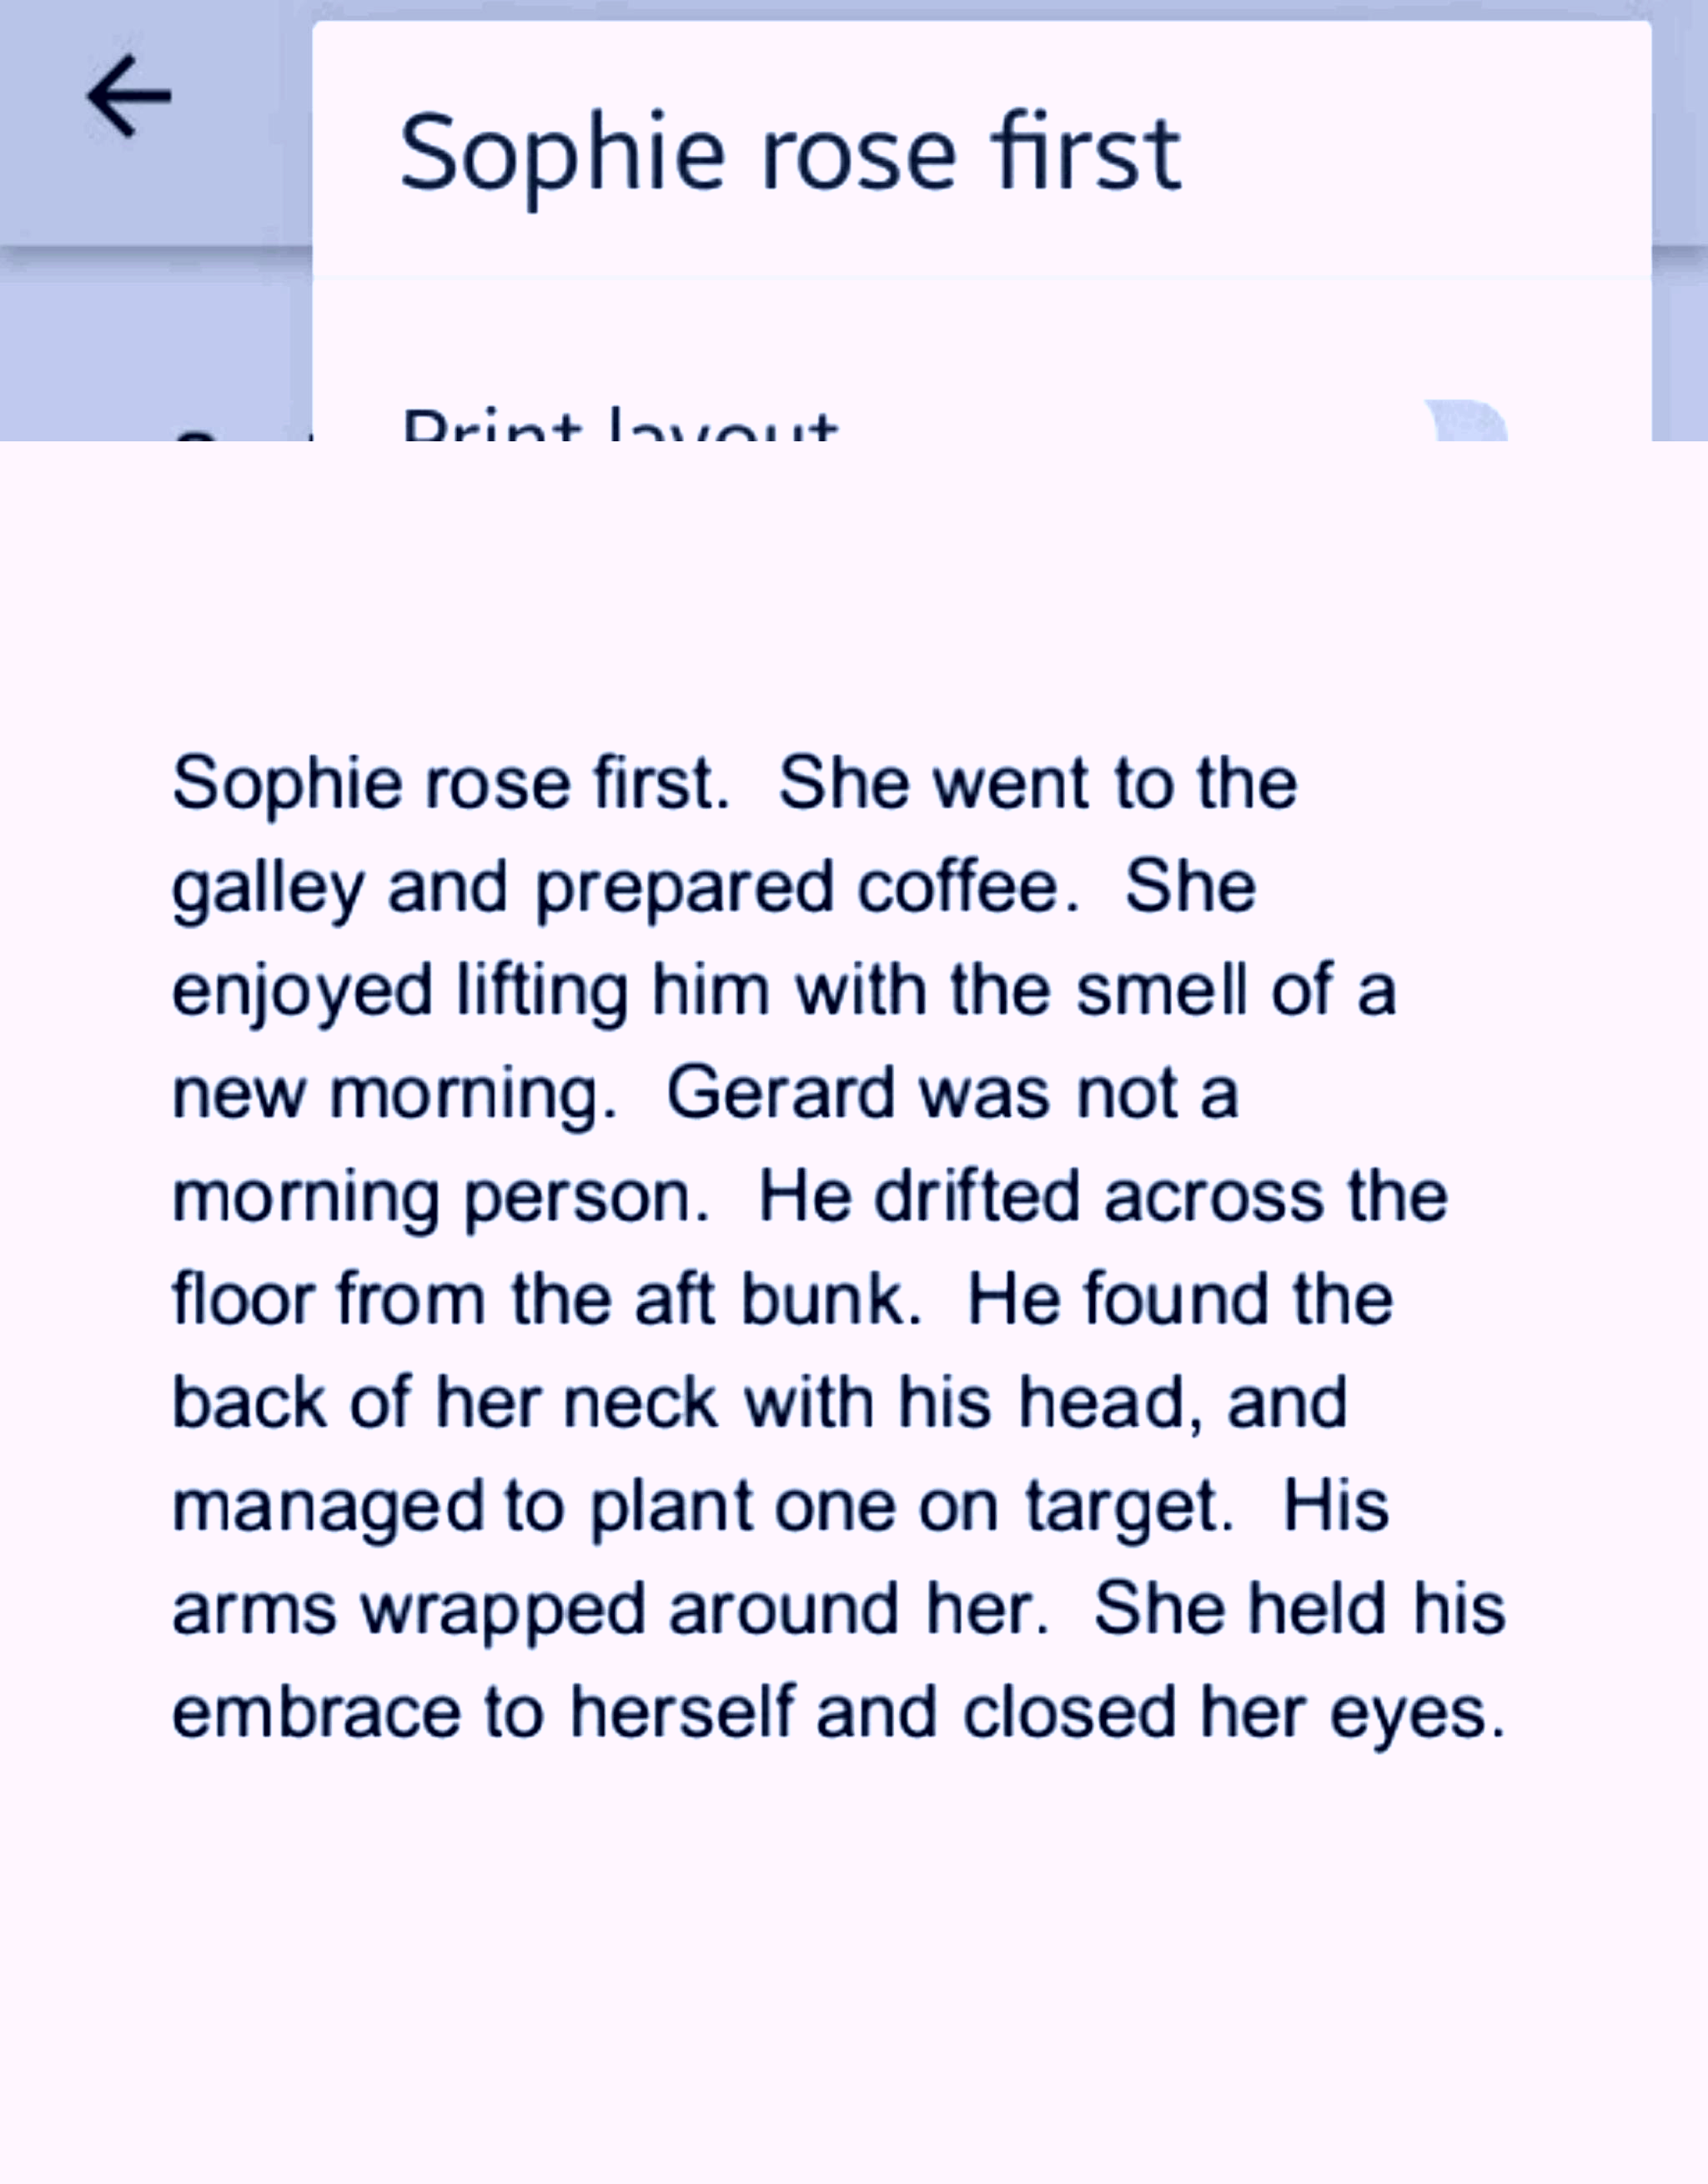 Sophie rose first
Print layout
Sophie rose first.  She went to the
galley and prepared coffee.  She
enjoyed lifting him with the smell of a
new morning.  Gerard was not a
morning person.  He drifted across the
floor from the aft bunk.  He found the
back of her neck with his head, and
managed to plant one on target.  His
arms wrapped around her.  She held his
embrace to herself and closed her eyes.